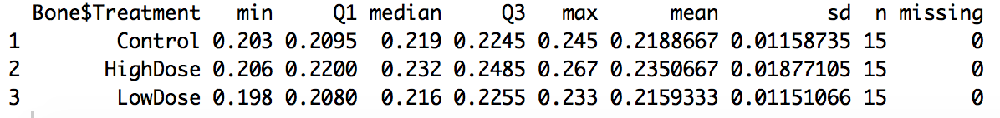 Bone$Treatment min Q1 median Q3 max mean sd n missing
1 Control 0.203 0.2095 0.219 0.2245 0.245 0.2188667 0.01158735 15 0
2 HighDose 0.206 0.2200 0.232 0.2485 0.267 0.2350667 0.01877105 15 0
3 LowDose 0.198 0.2080 0.216 0.2255 0.233 0.2159333 0.01151066 15 0